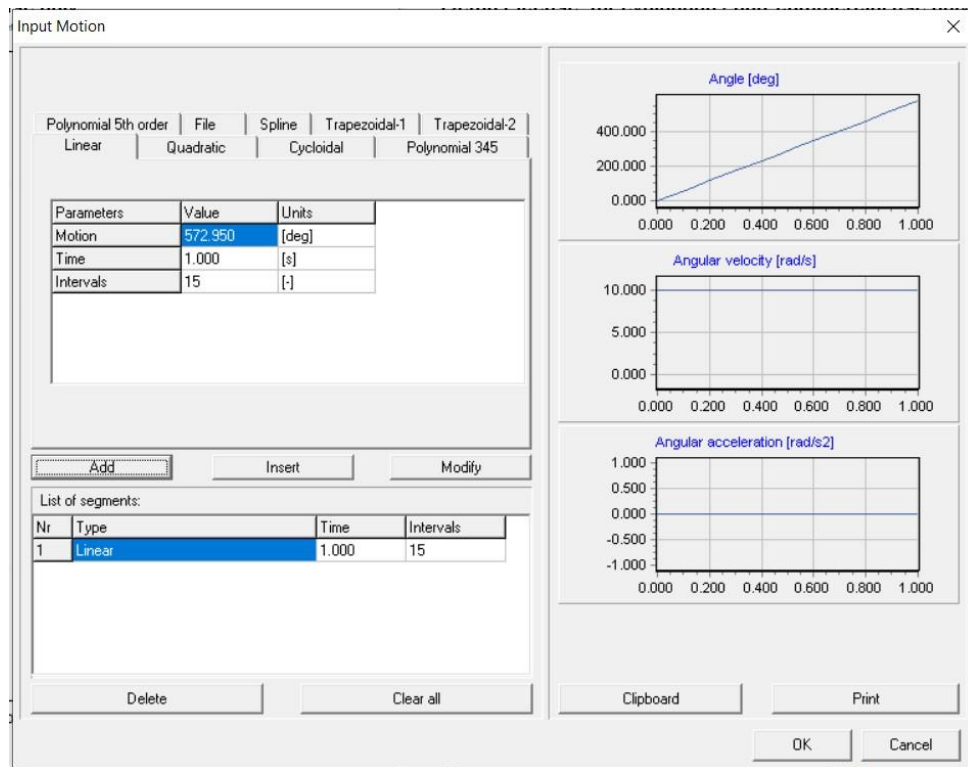 Input Motion
Polynomial 5th order File Spline Trapezoidal-1 Trapezoidal-2
Linear Quadratic Cycloidal Polynomial 345
Parameters Value Units
Motion 572.950 [deg]
Time 1.000 [s]
Intervals 15 [-]
Add Insert Modify
List of segments:
Nr Type Time Intervals
1 Linear 1.000 15
Delete Clear all
Angle [deg]
400.000
200.000
0.000
0.000 0.200 0.400 0.600 0.800 1.000
Angular velocity [rad/s]
10.000
5.000
0.000
0.000 0.200 0.400 0.600 0.800 1.000
Angular acceleration [rad/s2]
1.000
0.500
0.000
-0.500
-1.000
0.000 0.200 0.400 0.600 0.800 1.000
Clipboard Print
OK Cancel